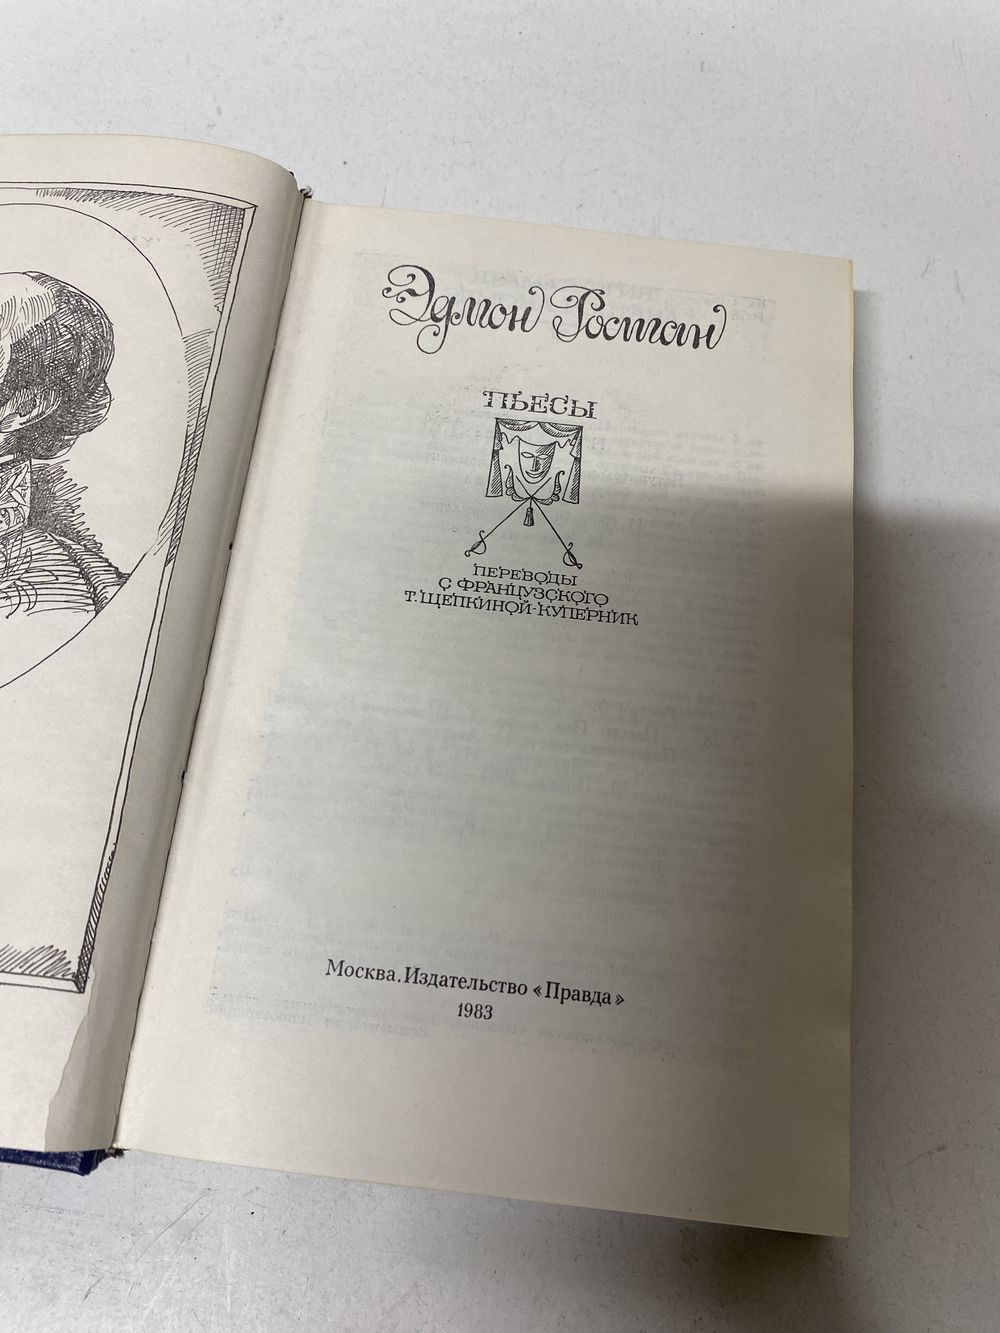 Эдмон Ростан
ПЬЕСЫ
ПЕРЕВОДЫ
С ФРАНЦУЗСКОГО
Т. ЩЕПКИНОЙ-КУПЕРНИК
Москва. Издательство «Правда»
1983